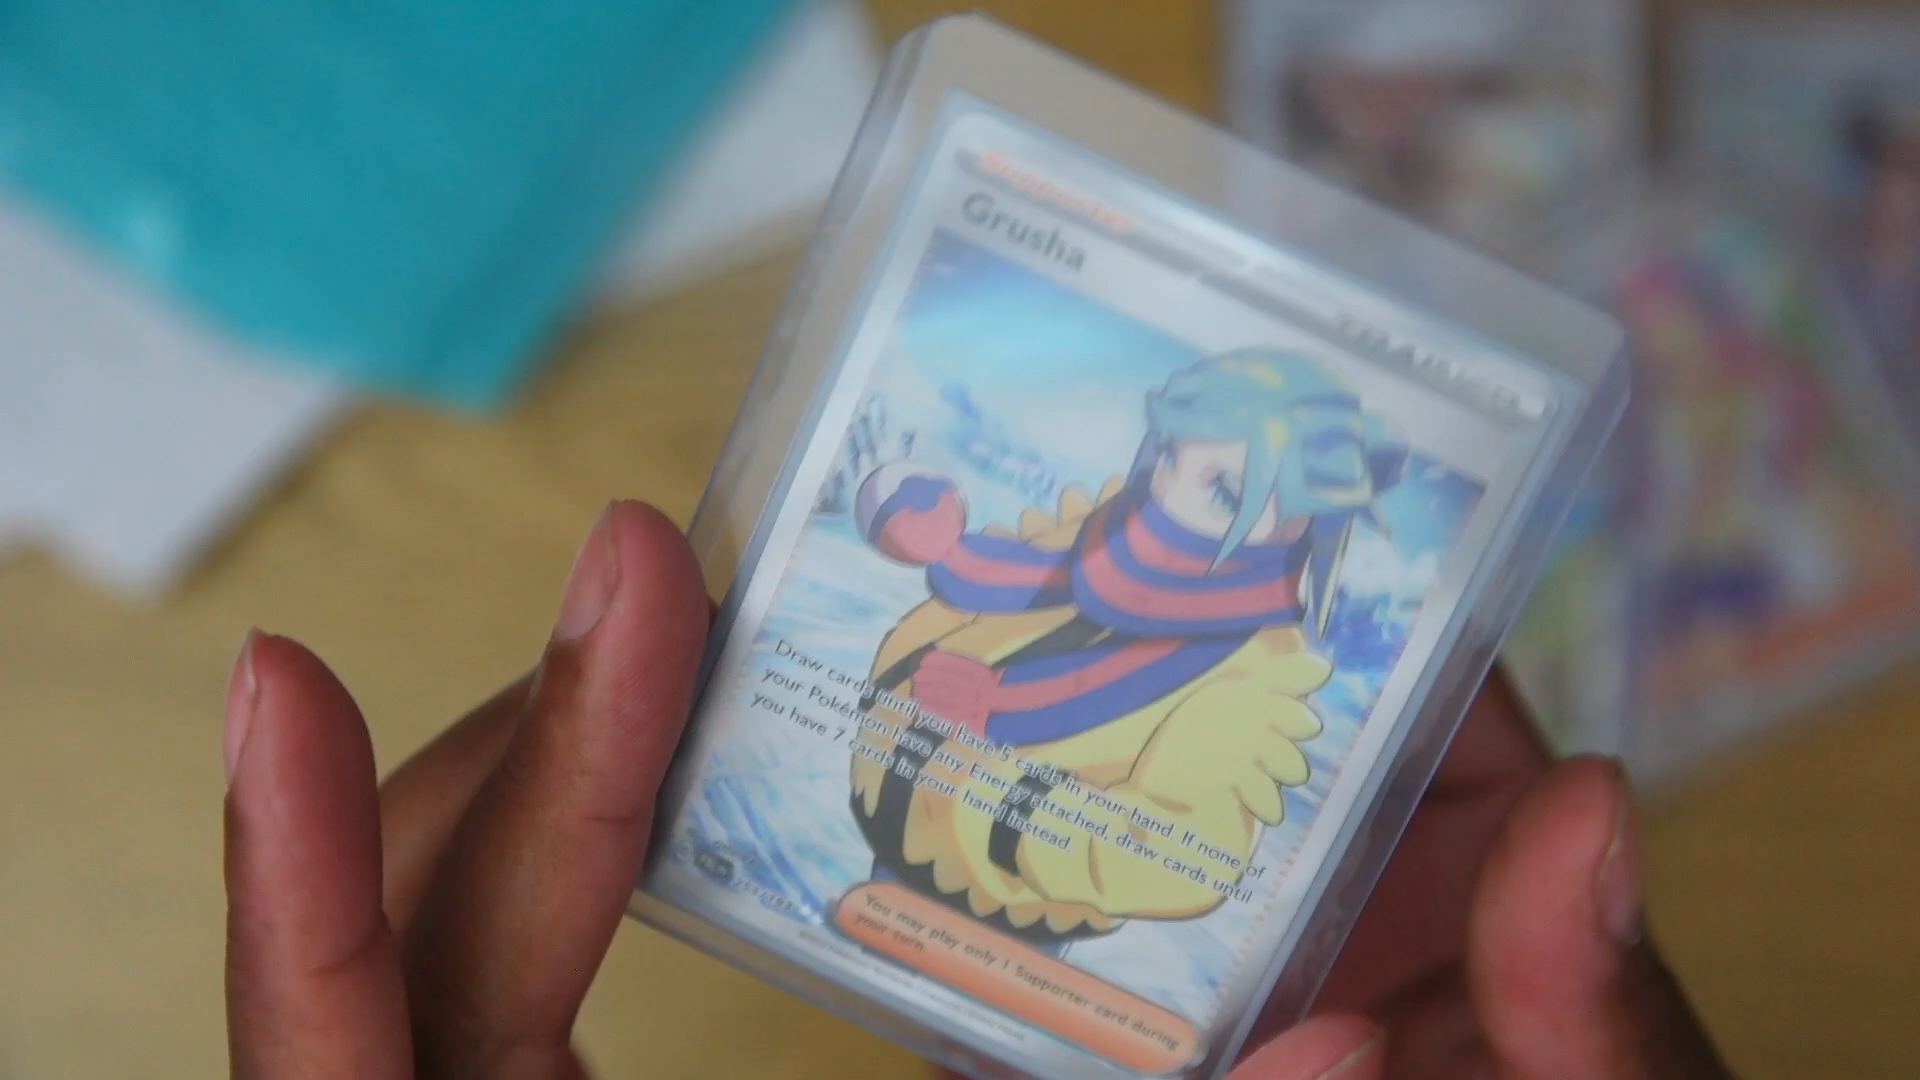 Supporter
TRAINER
Grusha
Draw cards until you have 5 cards in your hand. If none of
your Pokémon have any Energy attached, draw cards until
you have 7 cards in your hand instead.
You may play only 1 Supporter card during
your turn.